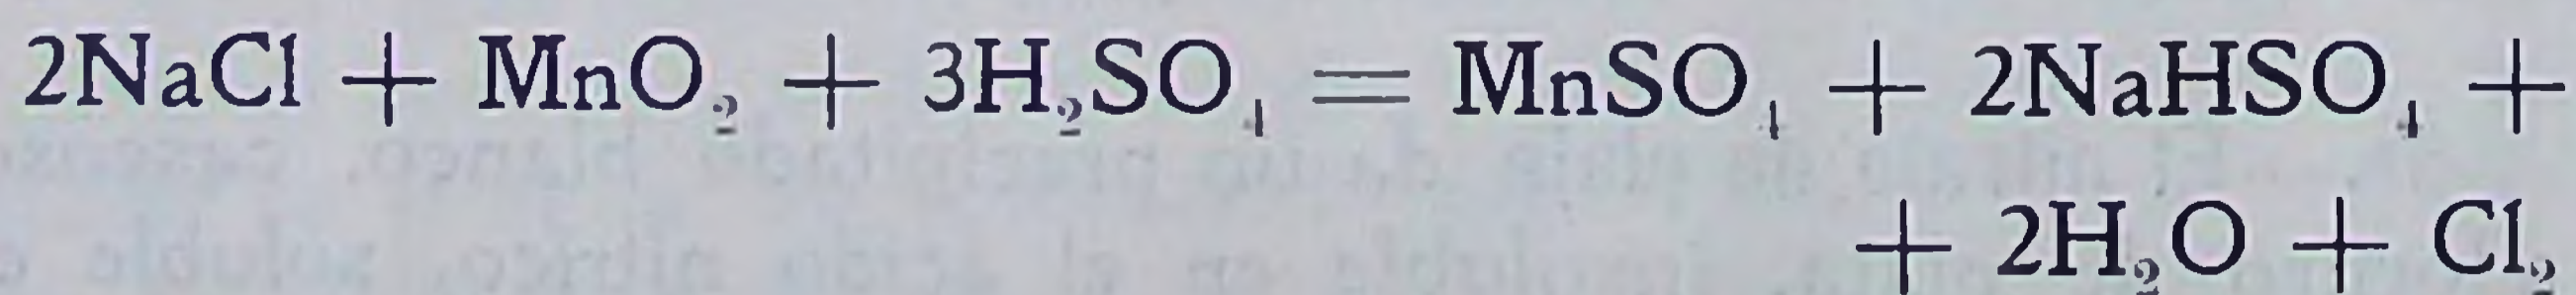 2NaCl + MnO₂ + 3H₂SO₄ = MnSO₄ + 2NaHSO₄ +
+ 2H₂O + Cl₂